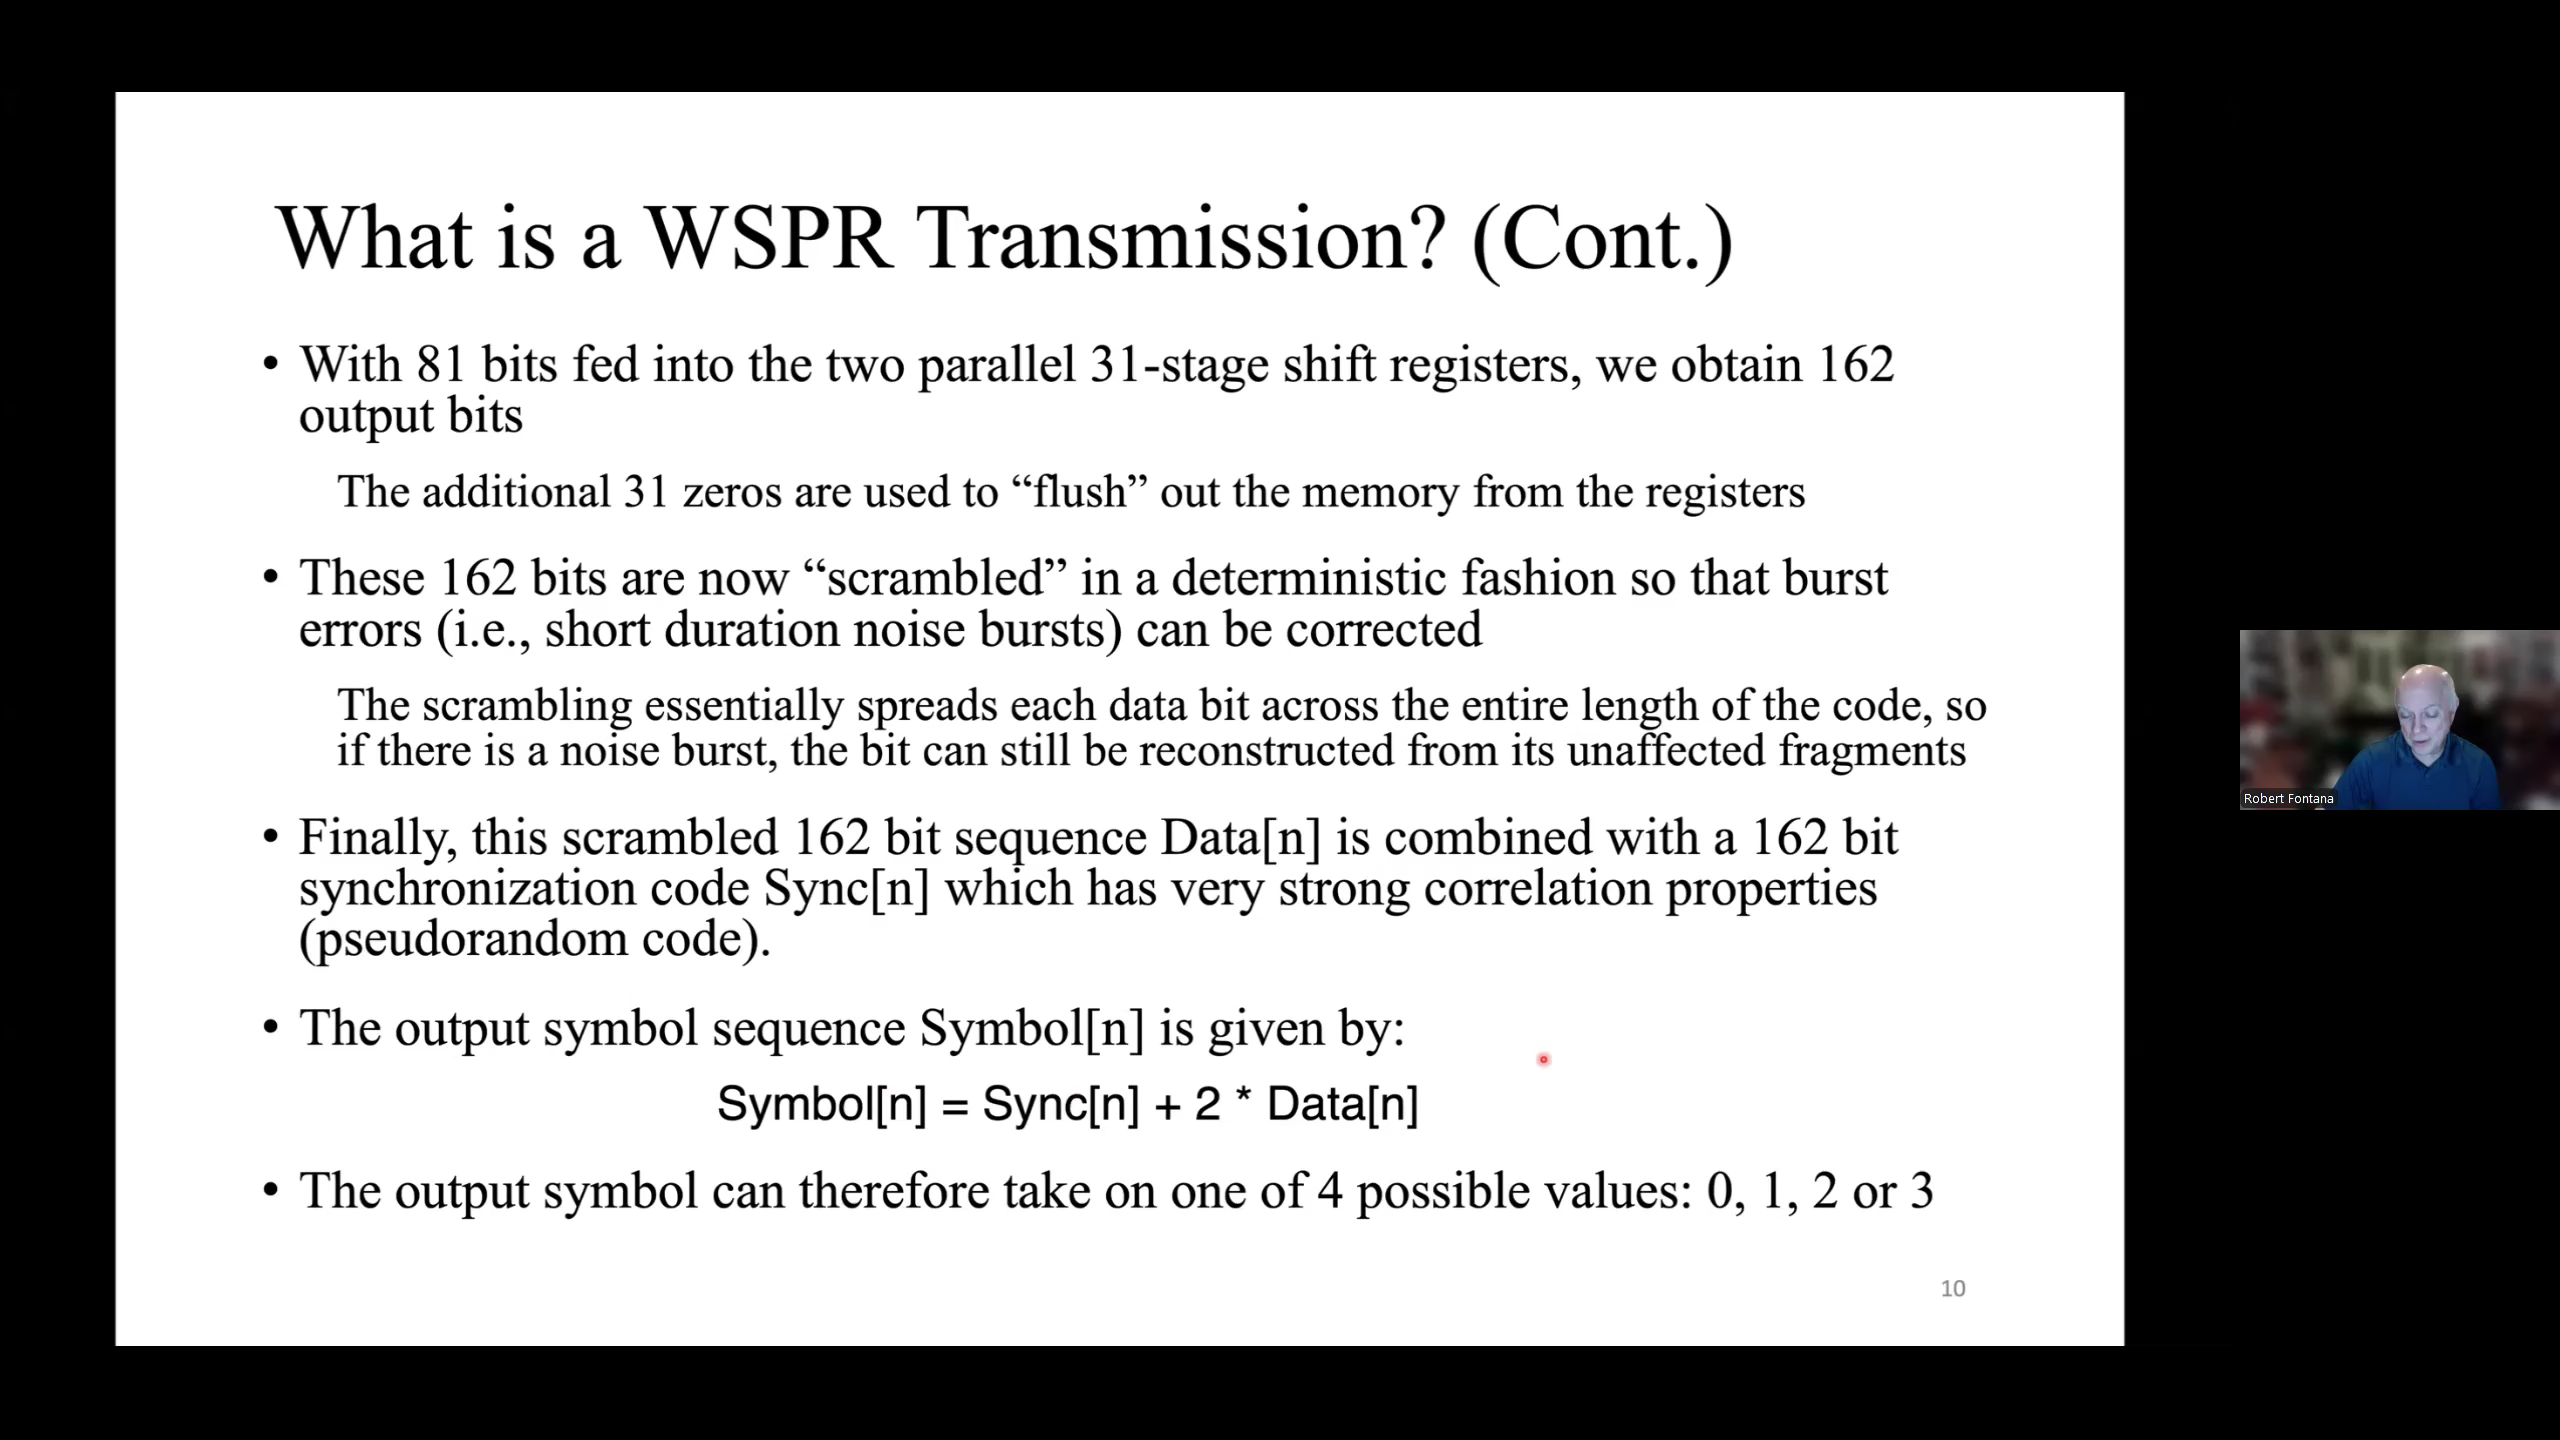 What is a WSPR Transmission? (Cont.)
• With 81 bits fed into the two parallel 31-stage shift registers, we obtain 162
output bits
The additional 31 zeros are used to “flush” out the memory from the registers
• These 162 bits are now “scrambled” in a deterministic fashion so that burst
errors (i.e., short duration noise bursts) can be corrected
The scrambling essentially spreads each data bit across the entire length of the code, so
if there is a noise burst, the bit can still be reconstructed from its unaffected fragments
• Finally, this scrambled 162 bit sequence Data[n] is combined with a 162 bit
synchronization code Sync[n] which has very strong correlation properties
(pseudorandom code).
• The output symbol sequence Symbol[n] is given by:
Symbol[n] = Sync[n] + 2 * Data[n]
• The output symbol can therefore take on one of 4 possible values: 0, 1, 2 or 3
10
Robert Fontana